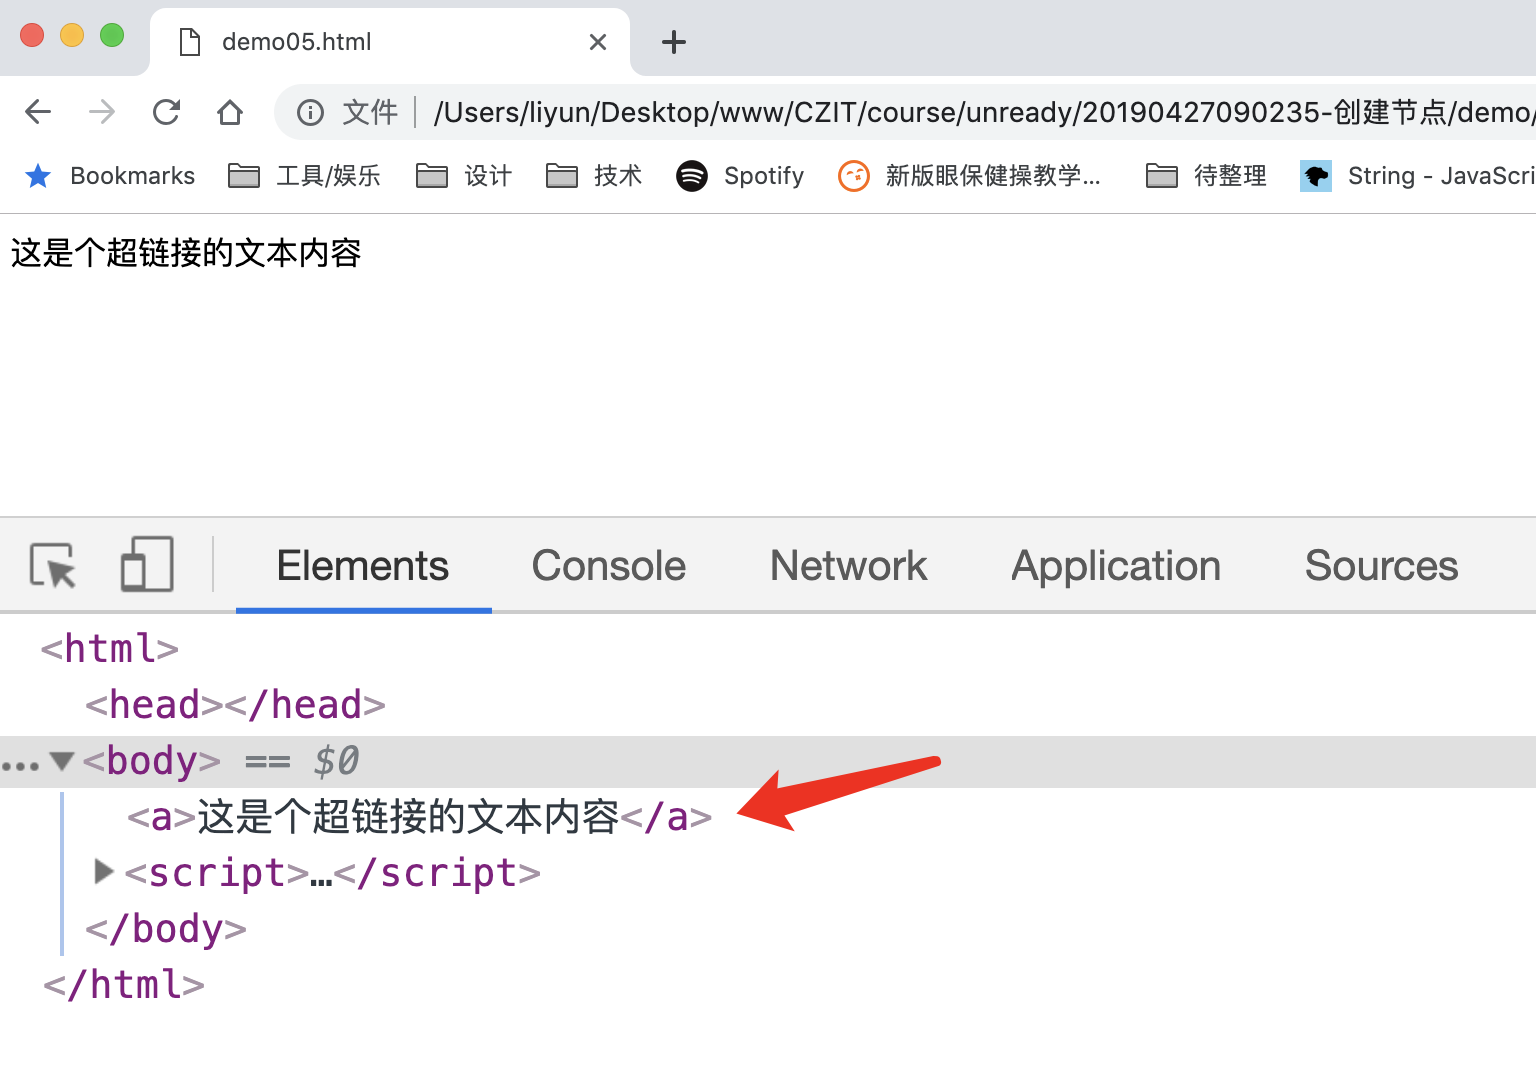 demo05.html
文件 /Users/liyun/Desktop/www/CZIT/course/unready/20190427090235-创建节点/demo/
Bookmarks 工具/娱乐 设计 技术 Spotify 新版眼保健操教学... 待整理 String - JavaScri
这是个超链接的文本内容
Elements Console Network Application Sources
<html>
<head></head>
... <body> == $0
<a>这是个超链接的文本内容</a>
<script>…</script>
</body>
</html>